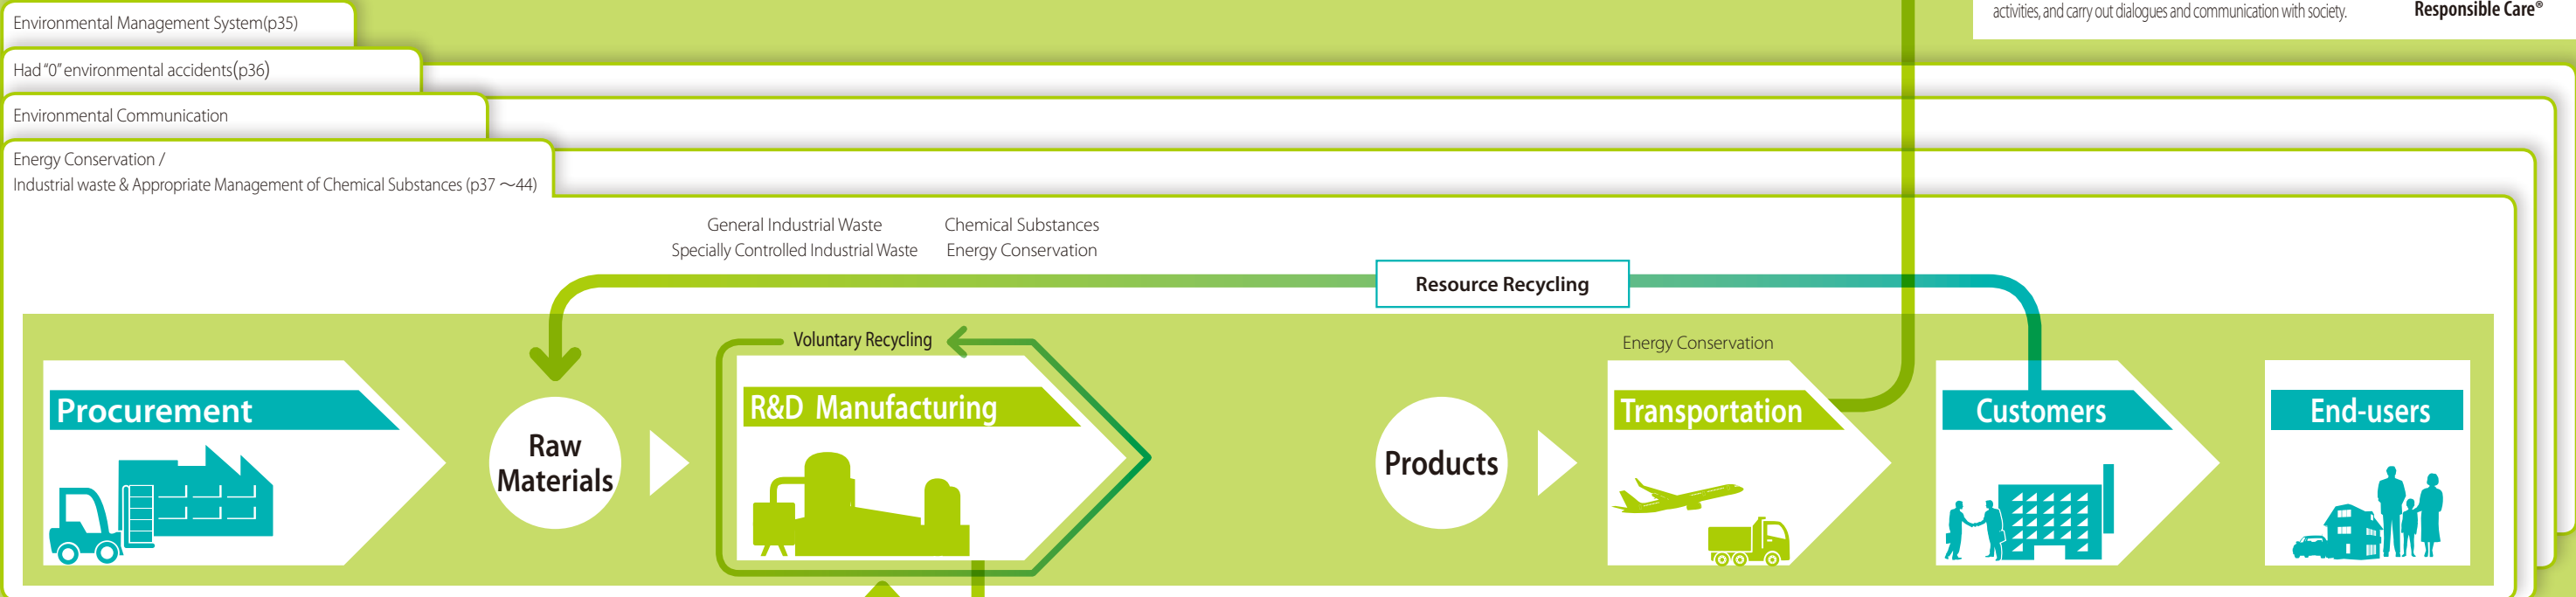 activities, and carry out dialogues and communication with society.
Responsible Care®
Environmental Management System(p35)
Had "0" environmental accidents(p36)
Environmental Communication
Energy Conservation /
Industrial waste & Appropriate Management of Chemical Substances (p37 ～44)
General Industrial Waste
Specially Controlled Industrial Waste
Chemical Substances
Energy Conservation
Resource Recycling
Voluntary Recycling
Energy Conservation
Procurement
Raw
Materials
R&D Manufacturing
Products
Transportation
Customers
End-users